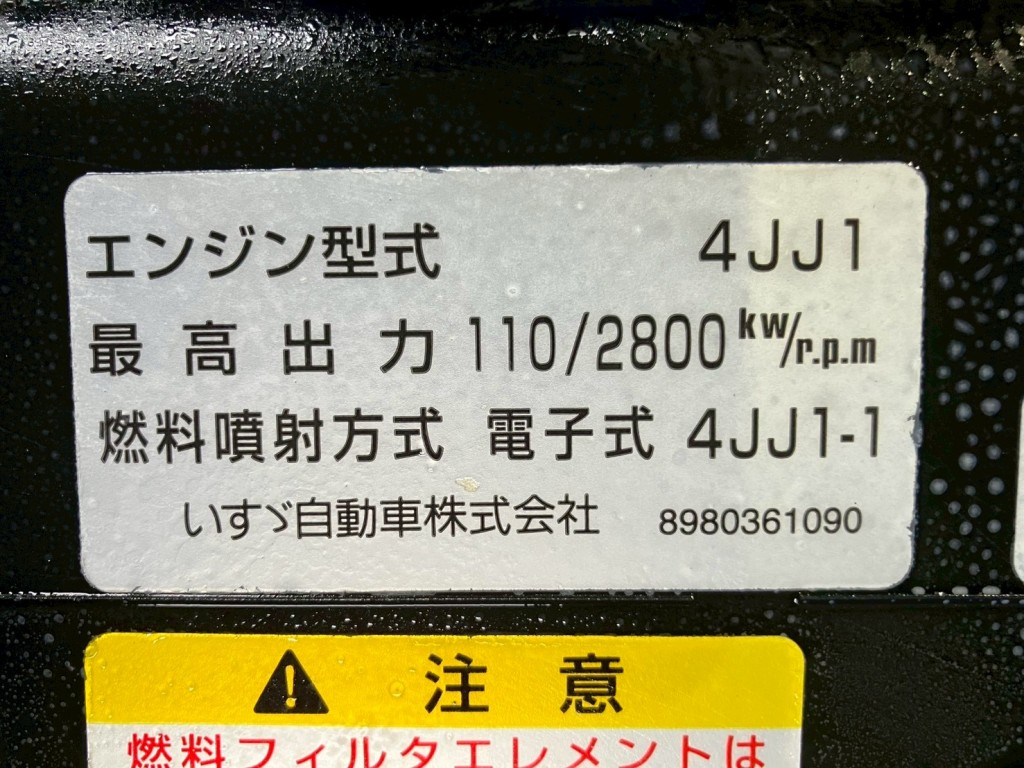 エンジン型式 4JJ1
最高出力 110/2800 kw/r.p.m
燃料噴射方式 電子式 4JJ1-1
いすゞ自動車株式会社 8980361090
注意
燃料フィルタエレメントは